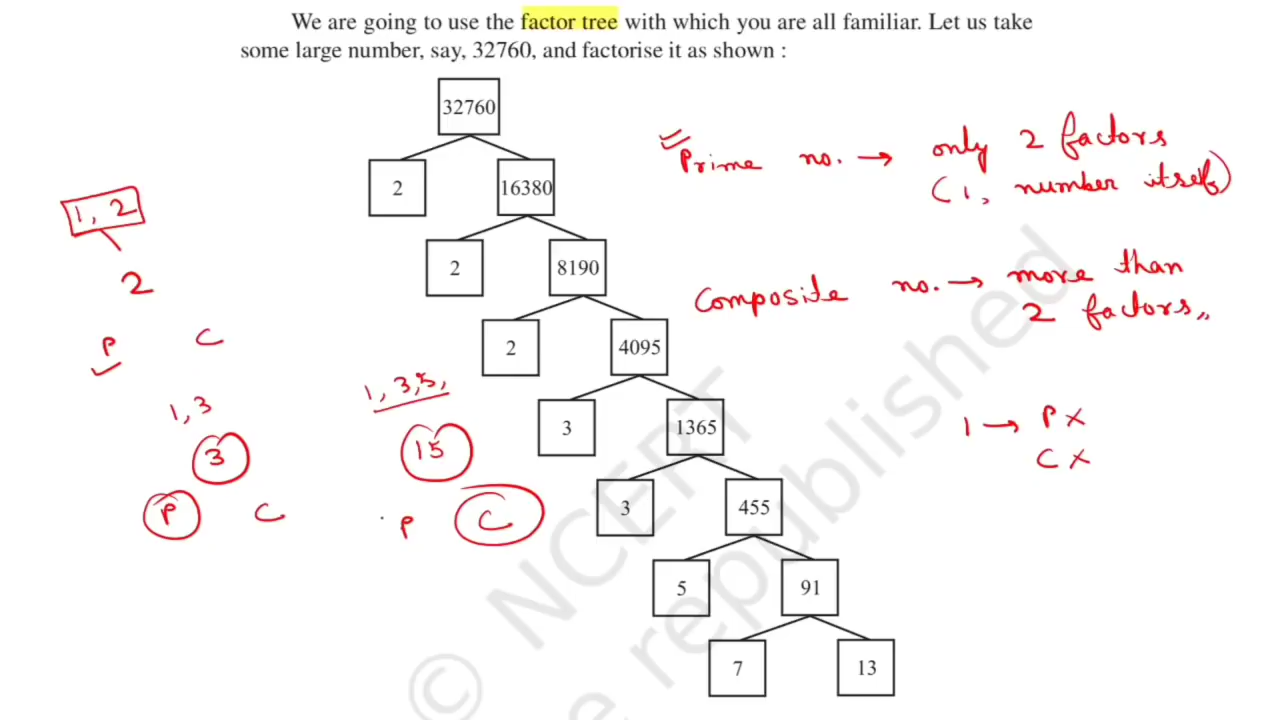 We are going to use the factor tree with which you are all familiar. Let us take
some large number, say, 32760, and factorise it as shown :
32760
2 16380
2 8190
2 4095
3 1365
3 455
5 91
7 13
1, 2
2
P C
1, 3
3
P C
1, 3, 5,
15
P C
Prime no. → only 2 factors
(1, number itself)
Composite no. → more than
2 factors,,
1 → P X
C X
© NCERT
e republished